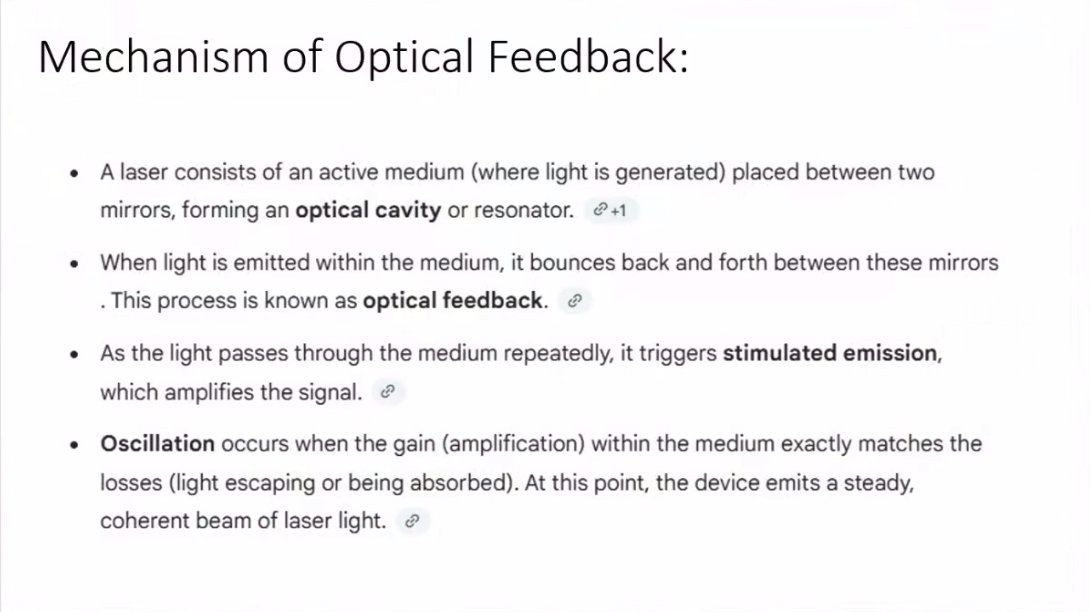 Mechanism of Optical Feedback:
• A laser consists of an active medium (where light is generated) placed between two
mirrors, forming an optical cavity or resonator. +1
• When light is emitted within the medium, it bounces back and forth between these mirrors
. This process is known as optical feedback.
• As the light passes through the medium repeatedly, it triggers stimulated emission,
which amplifies the signal.
• Oscillation occurs when the gain (amplification) within the medium exactly matches the
losses (light escaping or being absorbed). At this point, the device emits a steady,
coherent beam of laser light.